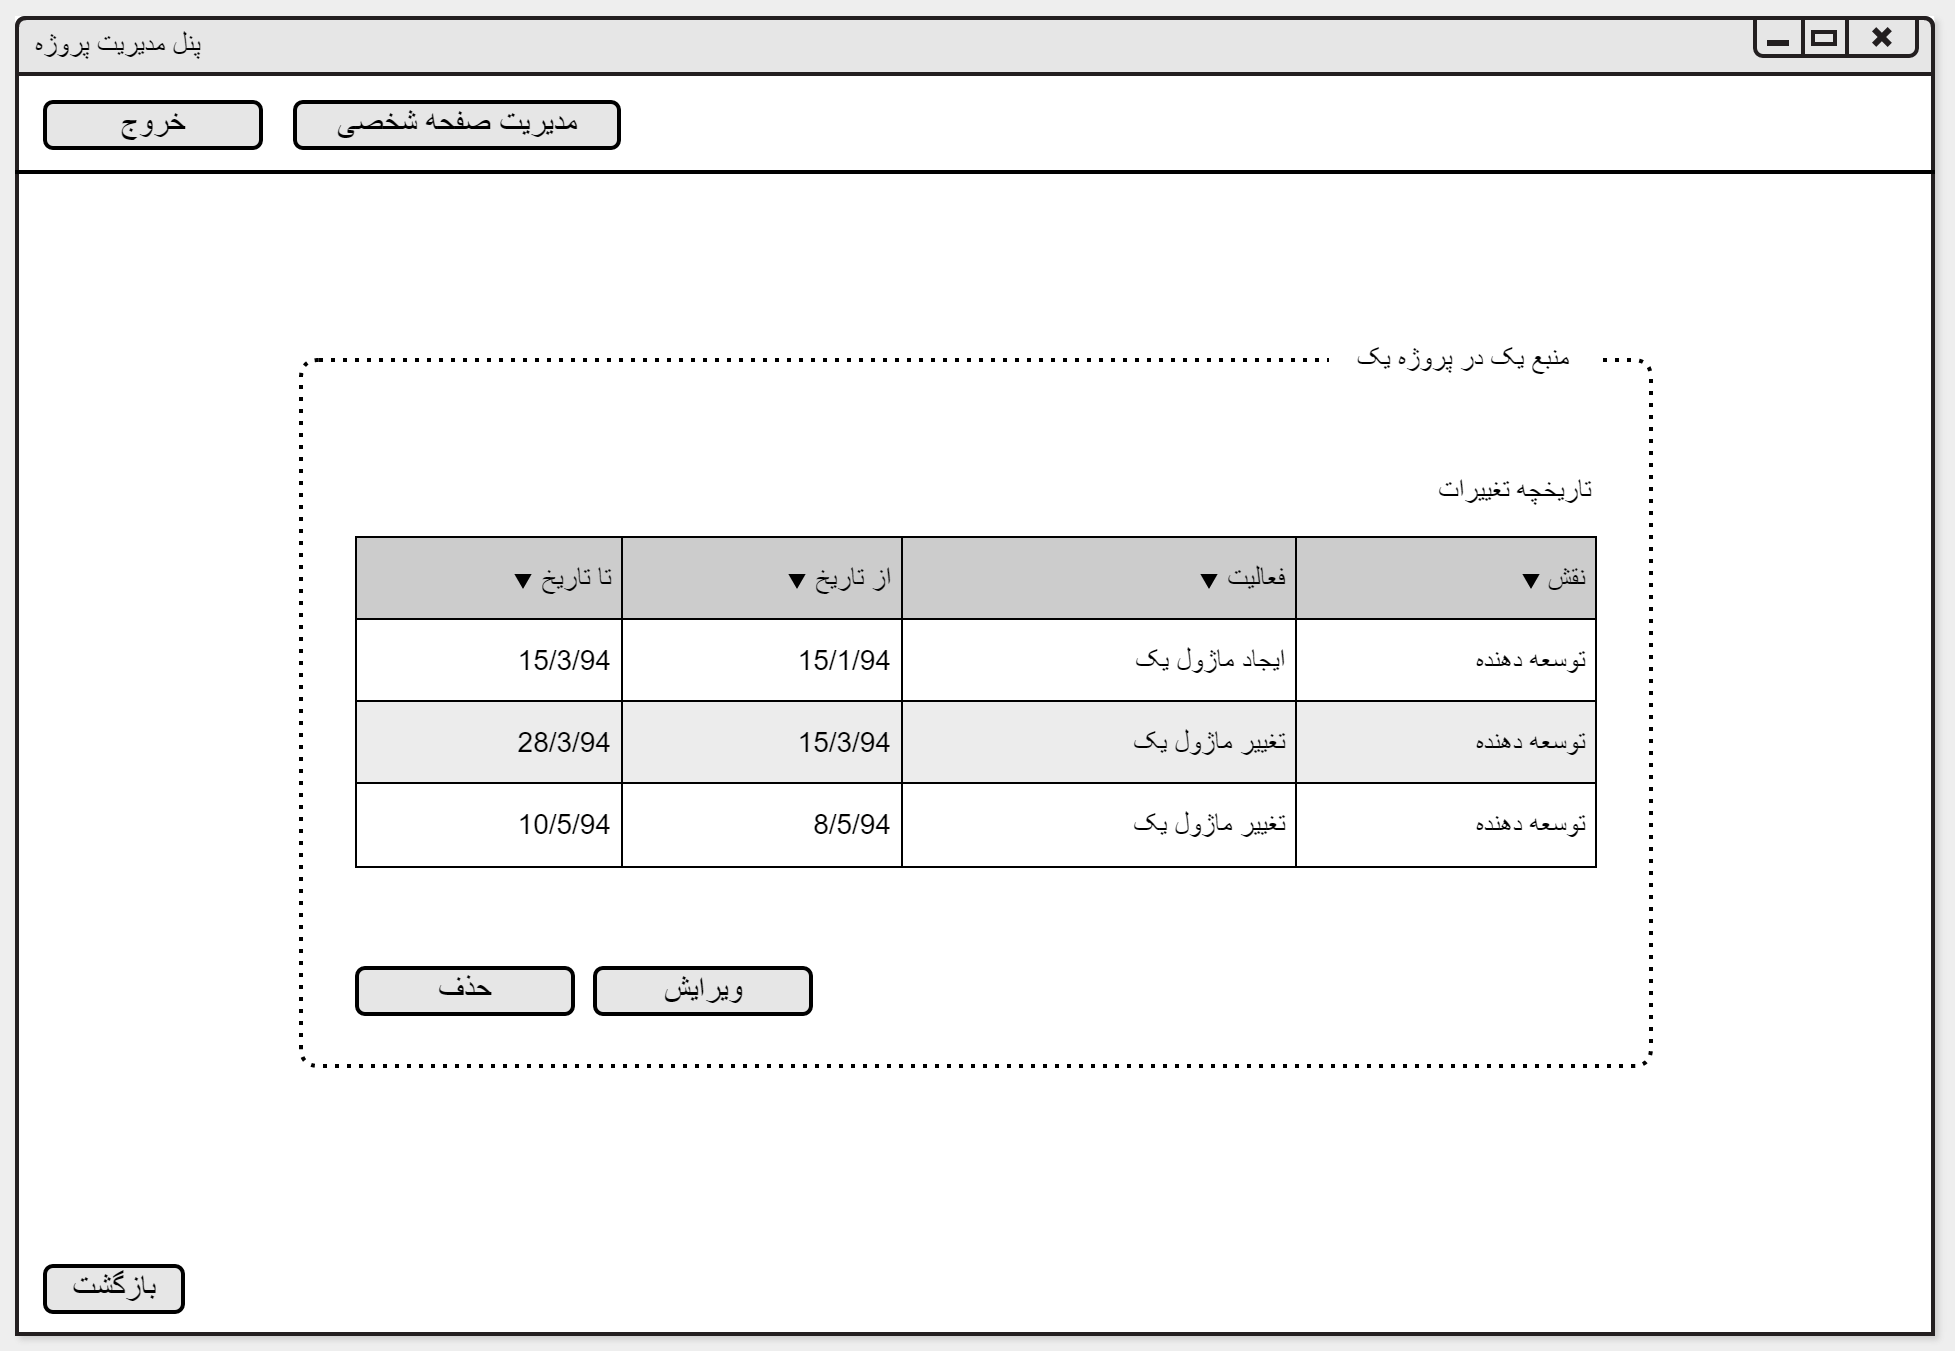 پنل مدیریت پروژه
مدیریت صفحه شخصی خروج
منبع یک در پروژه یک
تاریخچه تغییرات
نقش ▼ فعالیت ▼ از تاریخ ▼ تا تاریخ ▼
توسعه دهنده ایجاد ماژول یک 15/1/94 15/3/94
توسعه دهنده تغییر ماژول یک 15/3/94 28/3/94
توسعه دهنده تغییر ماژول یک 8/5/94 10/5/94
ویرایش حذف
بازگشت